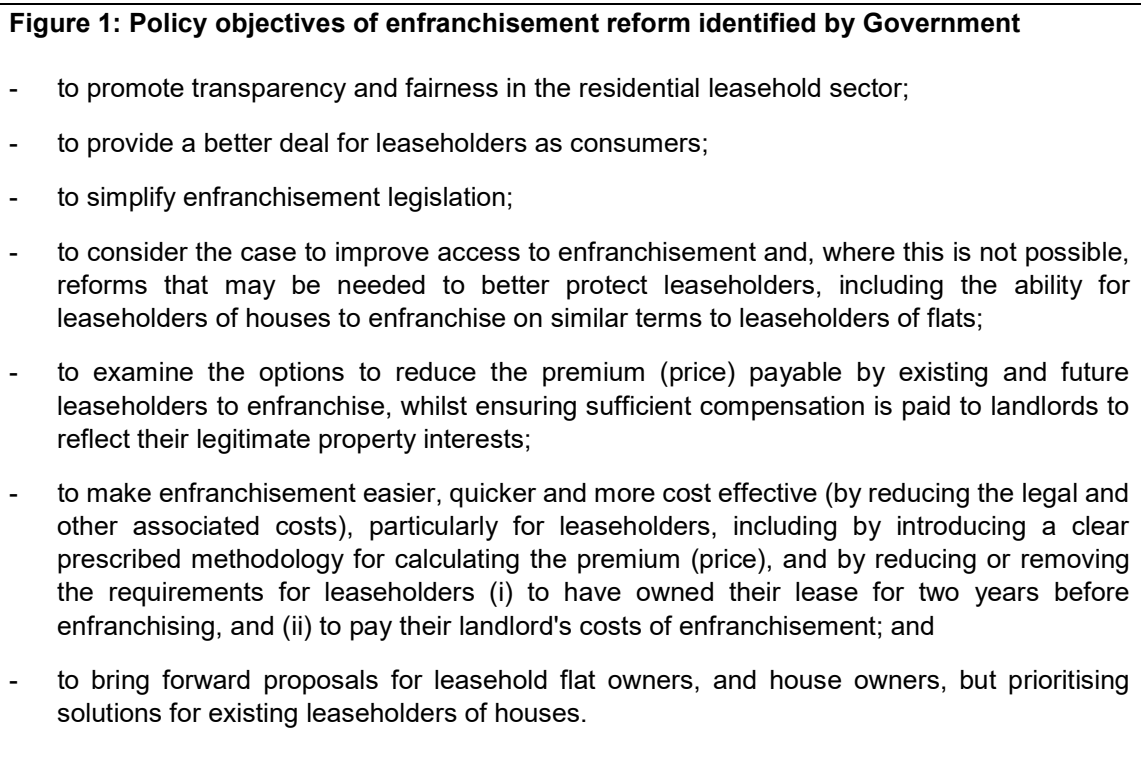 Figure 1: Policy objectives of enfranchisement reform identified by Government
- to promote transparency and fairness in the residential leasehold sector;
- to provide a better deal for leaseholders as consumers;
- to simplify enfranchisement legislation;
- to consider the case to improve access to enfranchisement and, where this is not possible,
reforms that may be needed to better protect leaseholders, including the ability for
leaseholders of houses to enfranchise on similar terms to leaseholders of flats;
- to examine the options to reduce the premium (price) payable by existing and future
leaseholders to enfranchise, whilst ensuring sufficient compensation is paid to landlords to
reflect their legitimate property interests;
- to make enfranchisement easier, quicker and more cost effective (by reducing the legal and
other associated costs), particularly for leaseholders, including by introducing a clear
prescribed methodology for calculating the premium (price), and by reducing or removing
the requirements for leaseholders (i) to have owned their lease for two years before
enfranchising, and (ii) to pay their landlord's costs of enfranchisement; and
- to bring forward proposals for leasehold flat owners, and house owners, but prioritising
solutions for existing leaseholders of houses.